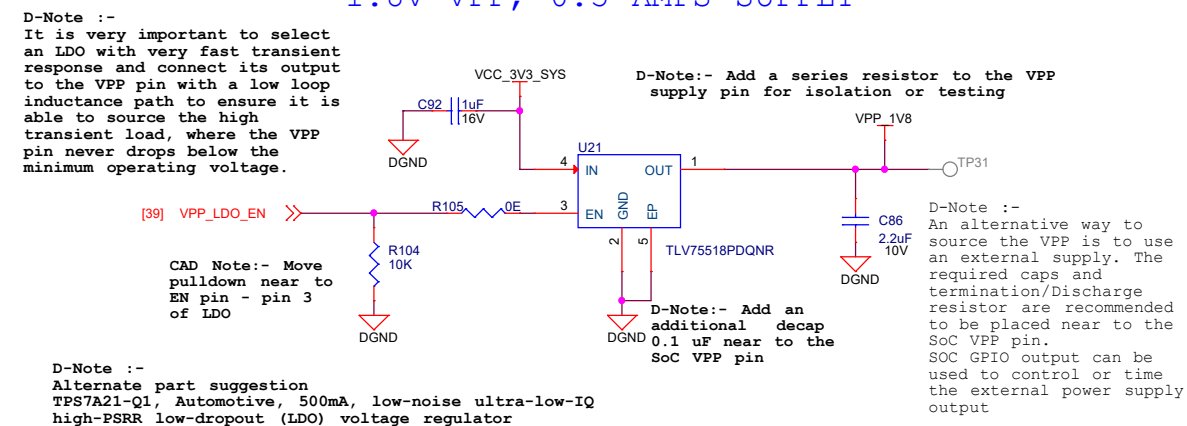 1.8V VPP, 0.5 AMPS SUPPLY
D-Note :-
It is very important to select
an LDO with very fast transient
response and connect its output
to the VPP pin with a low loop
inductance path to ensure it is
able to source the high
transient load, where the VPP
pin never drops below the
minimum operating voltage.
VCC_3V3_SYS
C92
1uF
16V
DGND
D-Note:- Add a series resistor to the VPP
supply pin for isolation or testing
VPP_1V8
TP31
U21
4
IN
OUT
1
3
EN
GND
EP
2
5
TLV75518PDQNR
[39] VPP_LDO_EN
R105
0E
R104
10K
DGND
CAD Note:- Move
pulldown near to
EN pin - pin 3
of LDO
DGND
D-Note:- Add an
additional decap
0.1 uF near to the
SoC VPP pin
C86
2.2uF
10V
DGND
D-Note :-
An alternative way to
source the VPP is to use
an external supply. The
required caps and
termination/Discharge
resistor are recommended
to be placed near to the
SoC VPP pin.
SOC GPIO output can be
used to control or time
the external power supply
output
D-Note :-
Alternate part suggestion
TPS7A21-Q1, Automotive, 500mA, low-noise ultra-low-IQ
high-PSRR low-dropout (LDO) voltage regulator